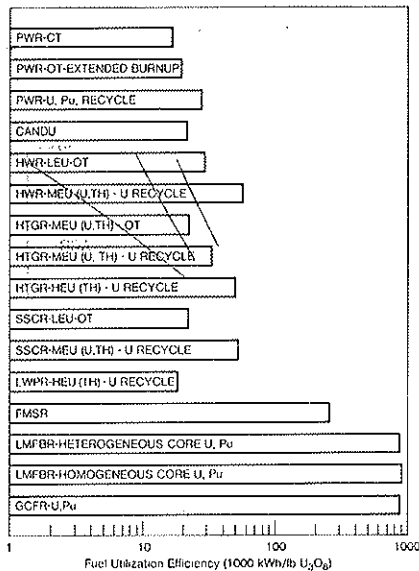 PWR-OT
PWR-OT-EXTENDED BURNUP
PWR-U, Pu, RECYCLE
CANDU
HWR-LEU-OT
HWR-MEU (U,TH) - U RECYCLE
HTGR-MEU (U,TH) - OT
HTGR-MEU (U, TH) - U RECYCLE
HTGR-HEU (TH) - U RECYCLE
SSCR-LEU-OT
SSCR-MEU (U,TH) - U RECYCLE
LWPR-HEU (TH) - U RECYCLE
FMSR
LMFBR-HETEROGENEOUS CORE U, Pu
LMFBR-HOMOGENEOUS CORE U, Pu
GCFR-U,Pu
1 10 100 1000
Fuel Utilization Efficiency (1000 kWh/lb U₃O₈)